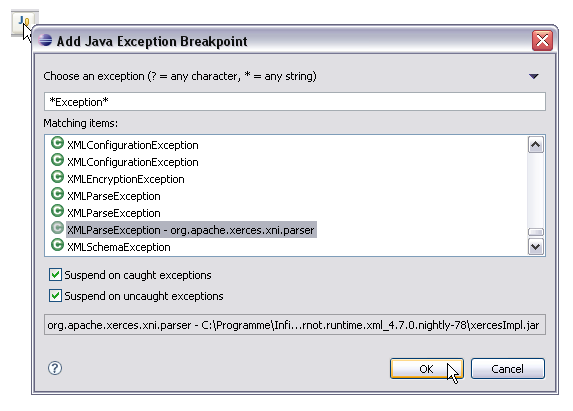 J
Add Java Exception Breakpoint
Choose an exception (? = any character, * = any string)
*Exception*
Matching items:
C XMLConfigurationException
C XMLConfigurationException
C XMLEncryptionException
C XMLParseException
C XMLParseException
C XMLParseException - org.apache.xerces.xni.parser
C XMLSchemaException
Suspend on caught exceptions
Suspend on uncaught exceptions
org.apache.xerces.xni.parser - C:\Programme\Infi...rnot.runtime.xml_4.7.0.nightly-78\xercesImpl.jar
? OK Cancel